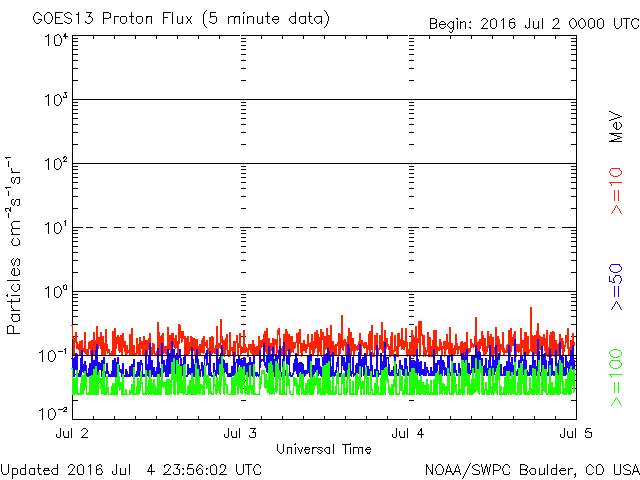 GOES13 Proton Flux (5 minute data)
Begin: 2016 Jul 2 0000 UTC
10⁴
10³
10²
10¹
10⁰
10⁻¹
10⁻²
Particles cm⁻²s⁻¹sr⁻¹
MeV
>=10
>=50
>=100
Jul 2
Jul 3
Jul 4
Jul 5
Universal Time
Updated 2016 Jul 4 23:56:02 UTC
NOAA/SWPC Boulder, CO USA